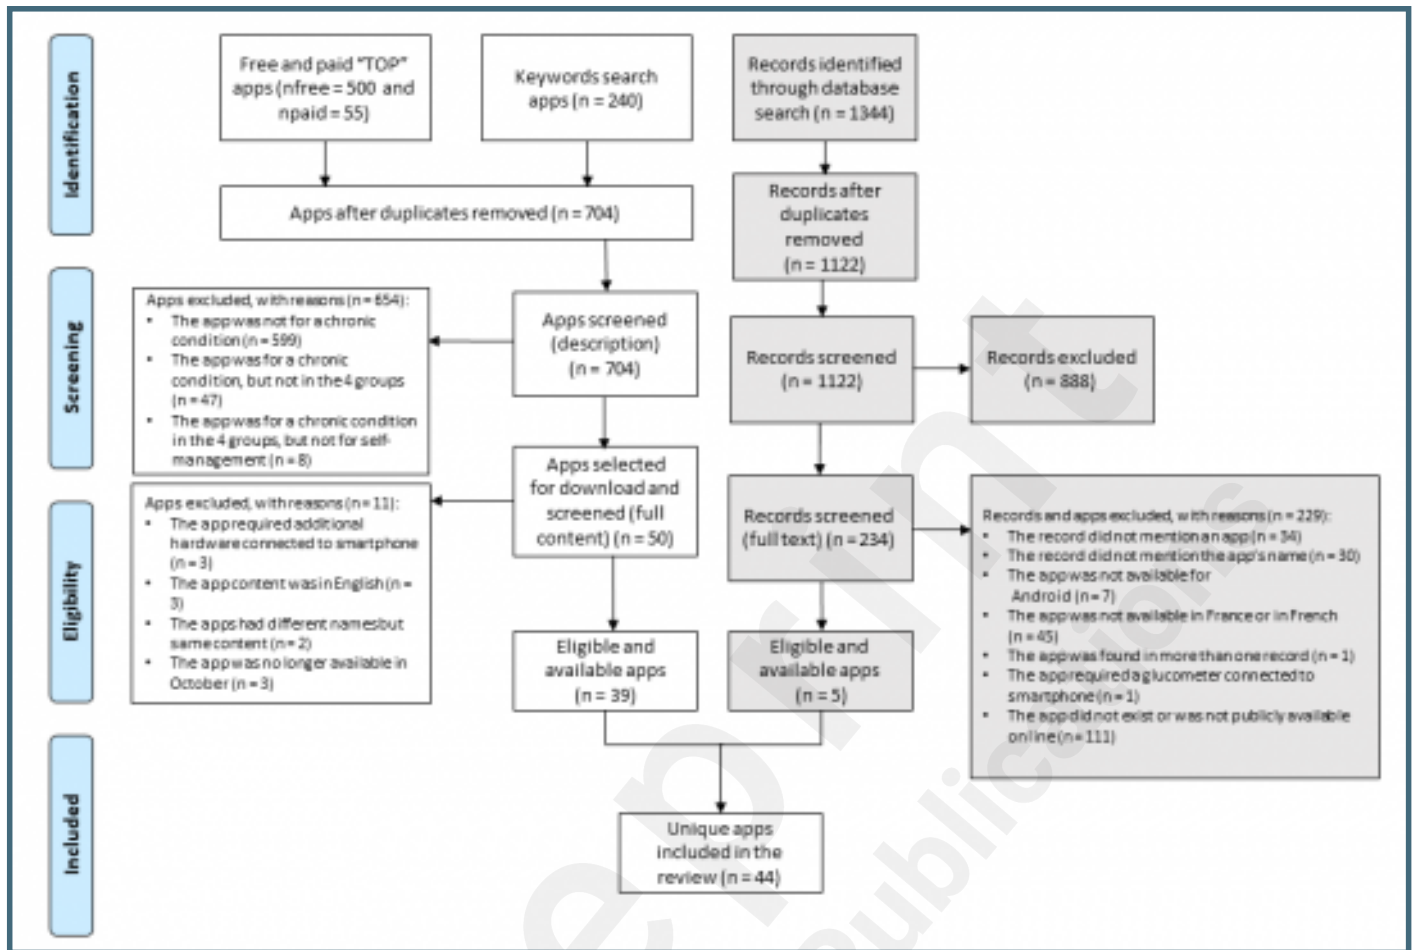 Identification
Free and paid “TOP”
apps (nfree = 500 and
npaid = 55)
Keywords search
apps (n = 240)
Records identified
through database
search (n = 1344)
Apps after duplicates removed (n = 704)
Records after
duplicates
removed
(n = 1122)
Screening
Apps excluded, with reasons (n = 654):
• The app was not for a chronic
condition (n = 599)
• The app was for a chronic
condition, but not in the 4 groups
(n = 47)
• The app was for a chronic condition
in the 4 groups, but not for self-
management (n = 8)
Apps screened
(description)
(n = 704)
Records screened
(n = 1122)
Records excluded
(n = 888)
Eligibility
Apps excluded, with reasons (n = 11):
• The app required additional
hardware connected to smartphone
(n = 3)
• The app content was in English (n =
3)
• The apps had different names but
same content (n = 2)
• The app was no longer available in
October (n = 3)
Apps selected
for download and
screened (full
content) (n = 50)
Records screened
(full text) (n = 234)
Records and apps excluded, with reasons (n = 229):
• The record did not mention an app (n = 34)
• The record did not mention the app's name (n = 30)
• The app was not available for
Android (n = 7)
• The app was not available in France or in French
(n = 45)
• The app was found in more than one record (n = 1)
• The app required a glucometer connected to
smartphone (n = 1)
• The app did not exist or was not publicly available
online (n = 111)
Eligible and
available apps
(n = 39)
Eligible and
available apps
(n = 5)
Included
Unique apps
included in the
review (n = 44)
eprint
Publications